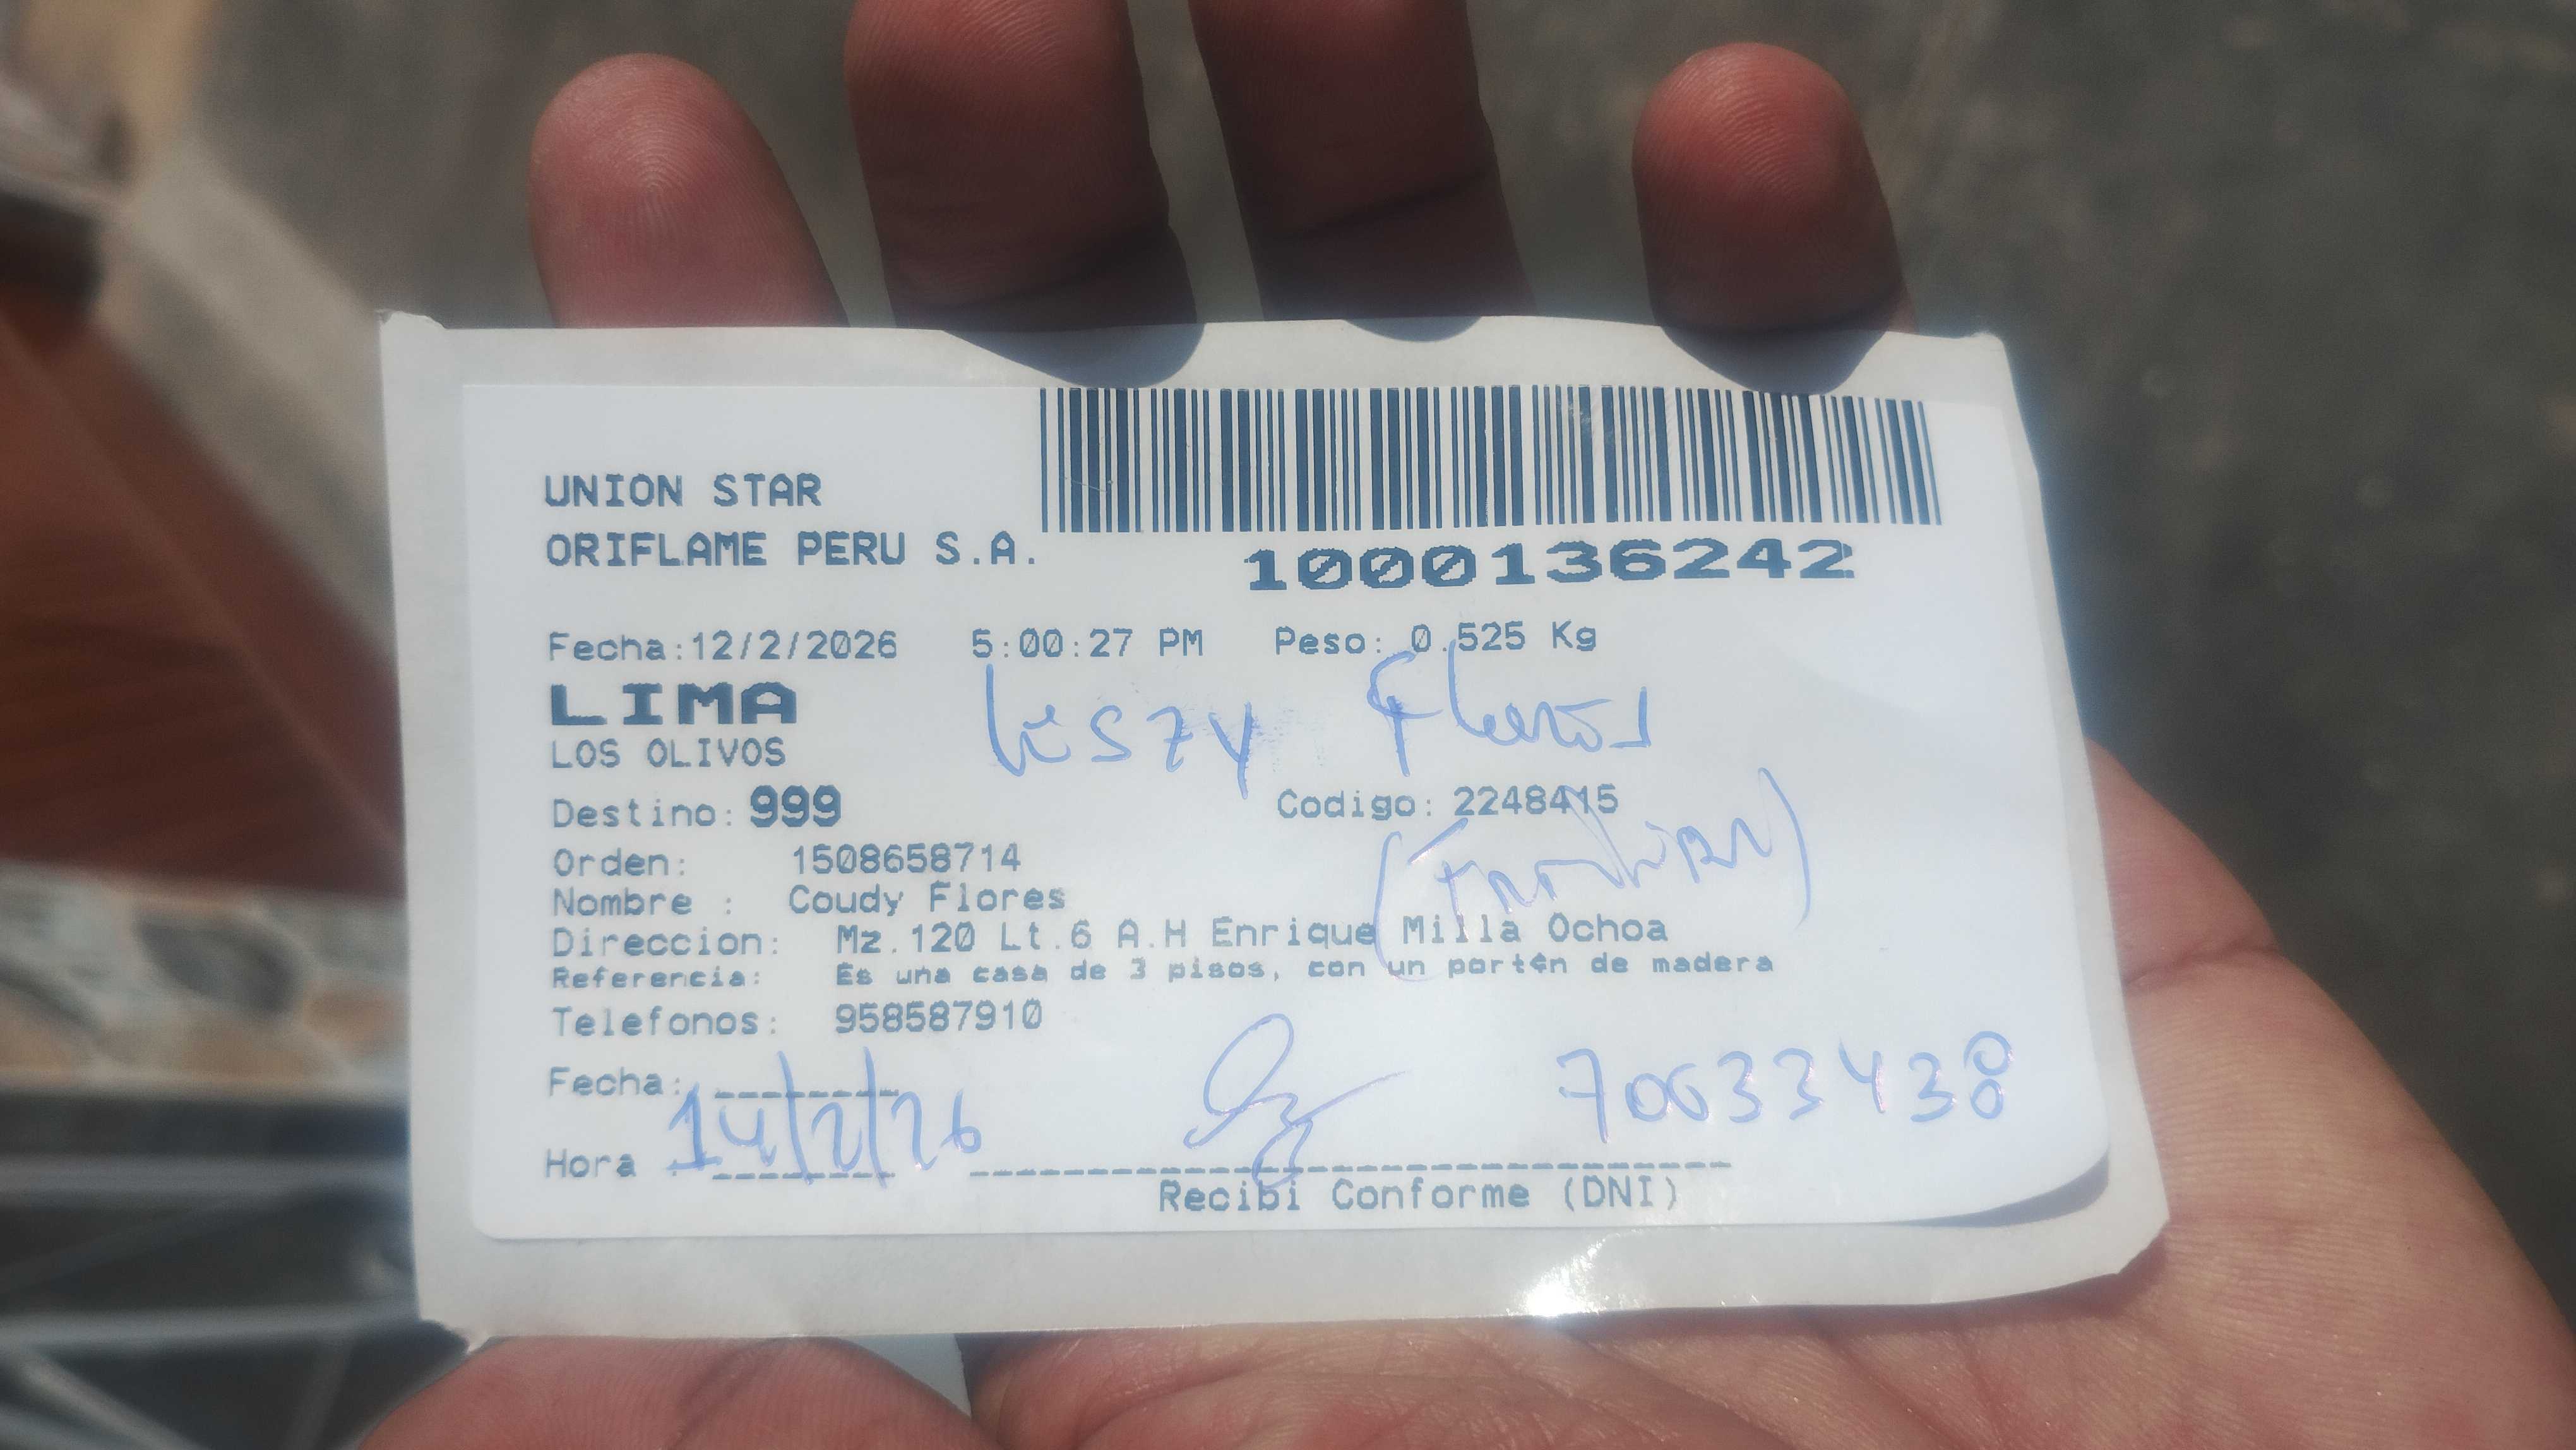 UNION STAR
ORIFLAME PERU S.A.
1000136242
Fecha:12/2/2026 5:00:27 PM Peso: 0.525 Kg
LIMA
LOS OLIVOS
Flores
Destino: 999 Codigo: 2248415
Orden: 1508658714
Nombre : Coudy Flores
Direccion: Mz.120 Lt.6 A.H Enrique Milla Ochoa
Referencia: Es una casa de 3 pisos, con un port¢n de madera
Telefonos: 958587910
Fecha: 14/2/26
70633438
Hora :
Recibi Conforme (DNI)